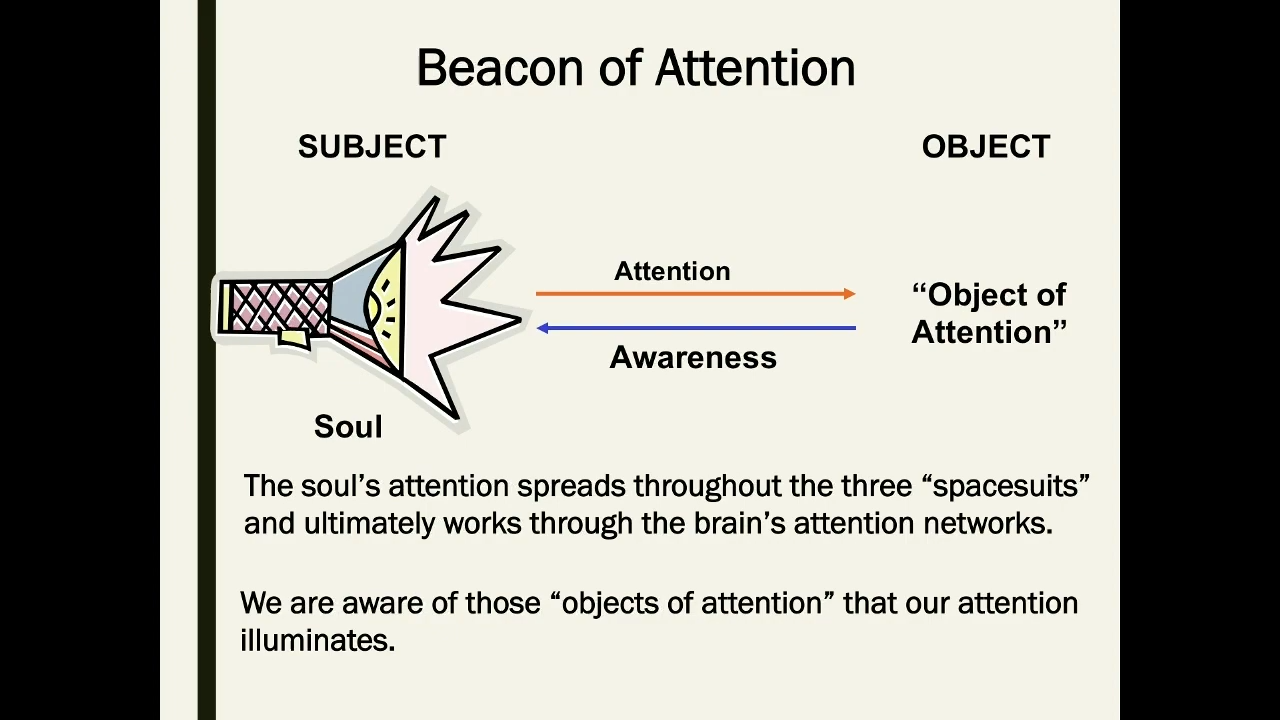 Beacon of Attention
SUBJECT
OBJECT
Attention
“Object of
Attention”
Awareness
Soul
The soul’s attention spreads throughout the three “spacesuits”
and ultimately works through the brain’s attention networks.
We are aware of those “objects of attention” that our attention
illuminates.